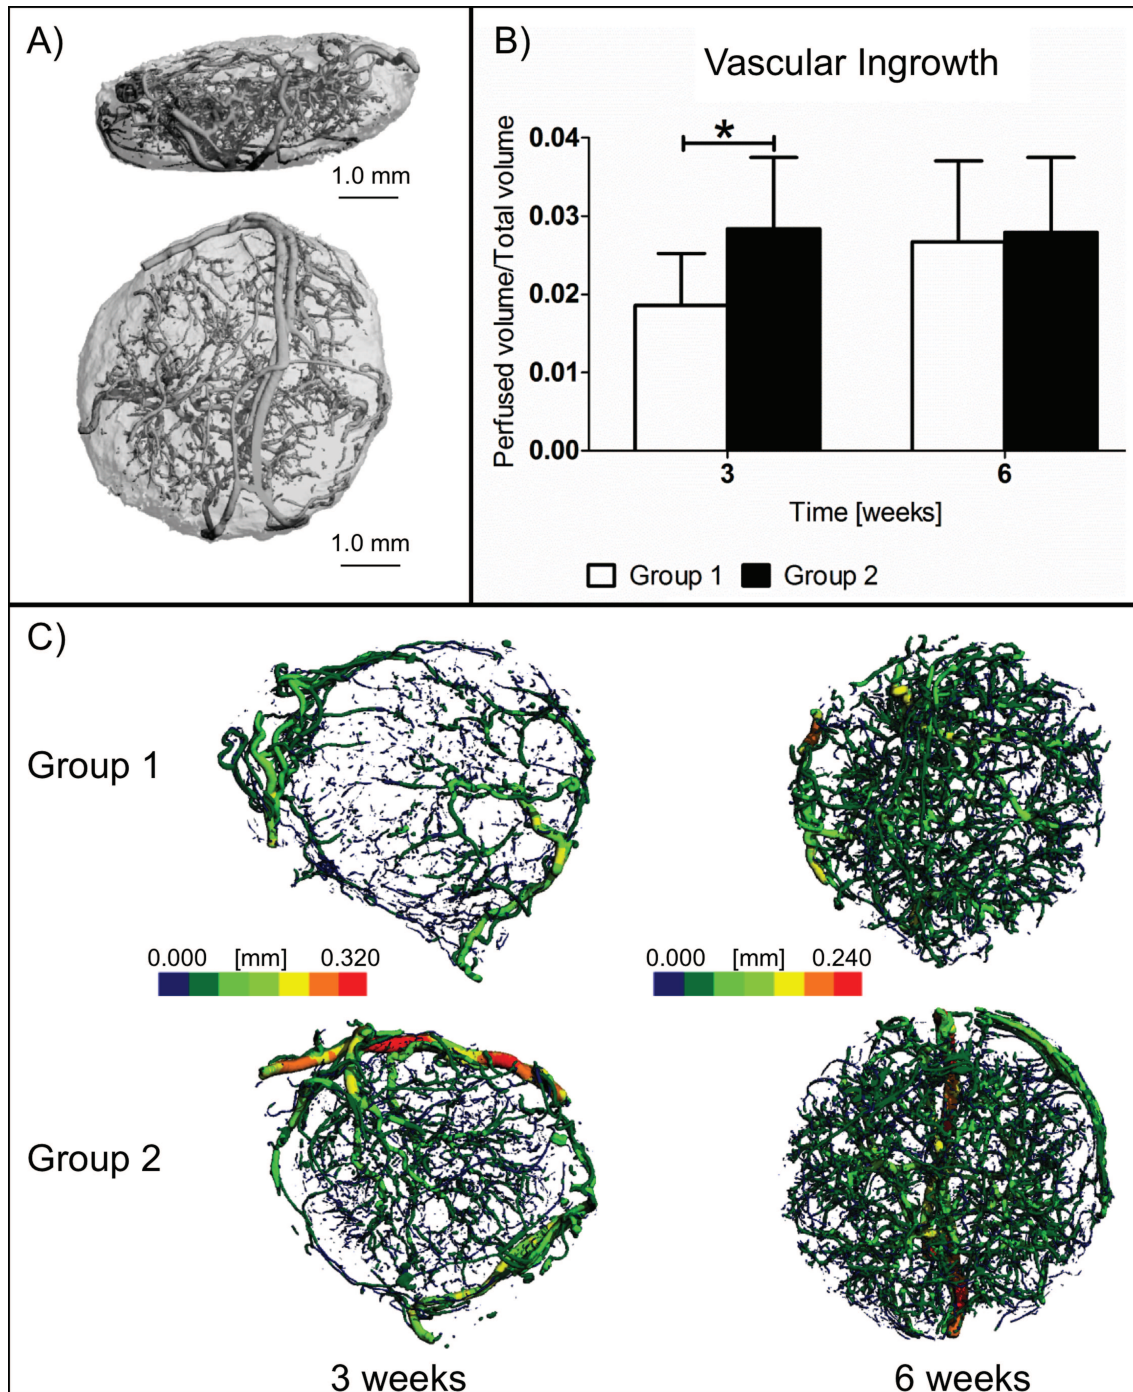 A)
1.0 mm
1.0 mm
B)
Vascular Ingrowth
Perfused volume/Total volume
0.04
0.03
0.02
0.01
0.00
*
3
6
Time [weeks]
Group 1
Group 2
C)
Group 1
0.000 [mm] 0.320
0.000 [mm] 0.240
Group 2
3 weeks
6 weeks